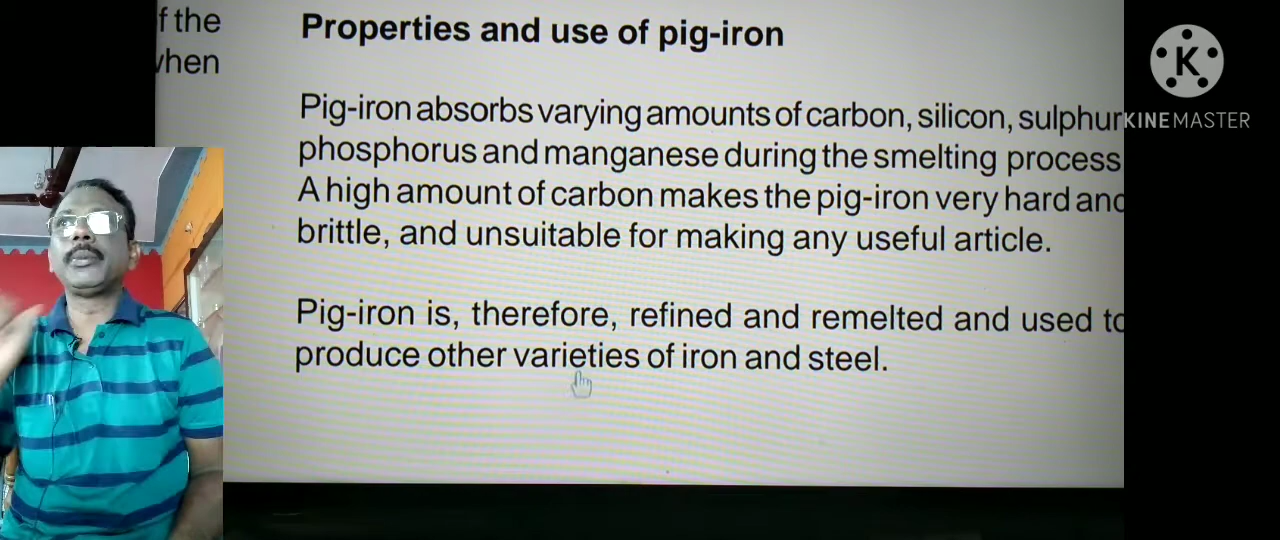 f the
when
Properties and use of pig-iron
Pig-iron absorbs varying amounts of carbon, silicon, sulphur
phosphorus and manganese during the smelting process
A high amount of carbon makes the pig-iron very hard and
brittle, and unsuitable for making any useful article.
Pig-iron is, therefore, refined and remelted and used to
produce other varieties of iron and steel.
K
KINEMASTER